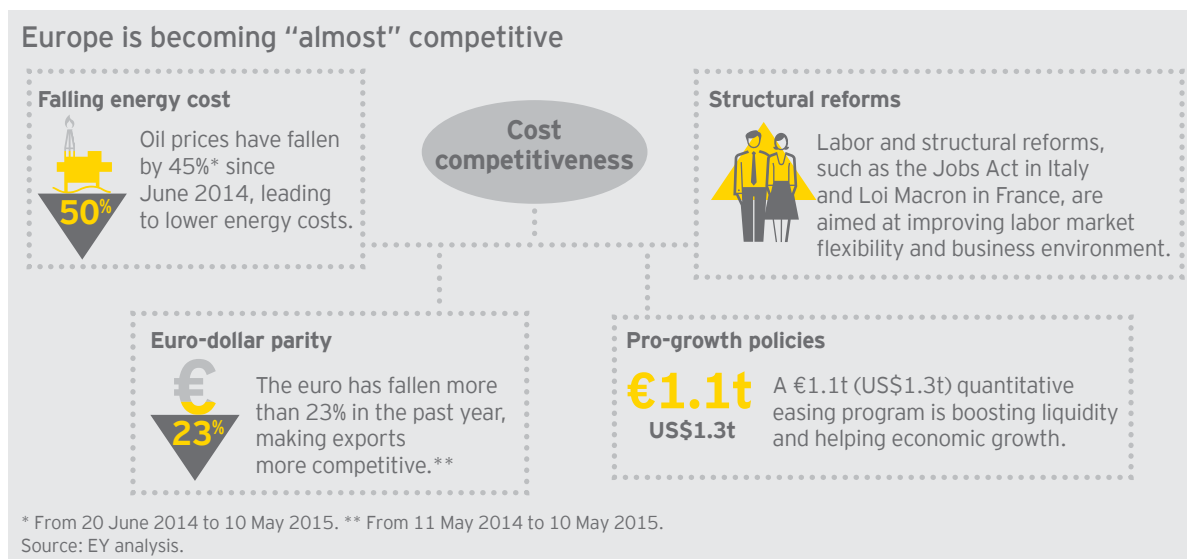 Europe is becoming “almost” competitive
Falling energy cost
50%
Oil prices have fallen
by 45%* since
June 2014, leading
to lower energy costs.
Cost
competitiveness
Structural reforms
Labor and structural reforms,
such as the Jobs Act in Italy
and Loi Macron in France, are
aimed at improving labor market
flexibility and business environment.
Euro-dollar parity
€
23%
The euro has fallen more
than 23% in the past year,
making exports
more competitive.**
Pro-growth policies
€1.1t
US$1.3t
A €1.1t (US$1.3t) quantitative
easing program is boosting liquidity
and helping economic growth.
* From 20 June 2014 to 10 May 2015. ** From 11 May 2014 to 10 May 2015.
Source: EY analysis.